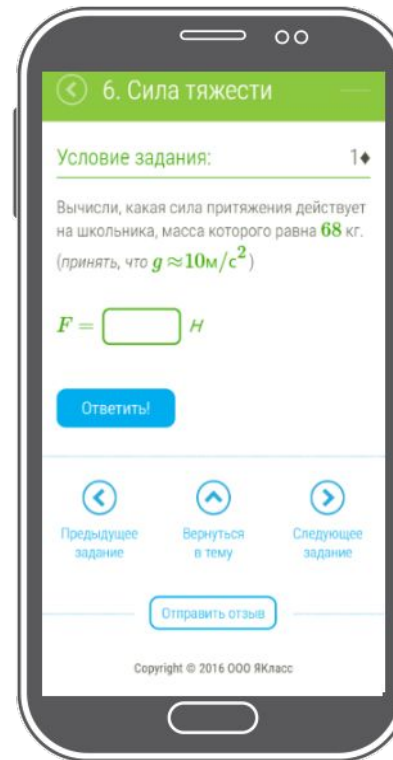 6. Сила тяжести
Условие задания: 1♦
Вычисли, какая сила притяжения действует
на школьника, масса которого равна 68 кг.
(принять, что g ≈10м/с²)
F = Н
Ответить!
Предыдущее задание
Вернуться в тему
Следующее задание
Отправить отзыв
Copyright © 2016 ООО ЯКласс